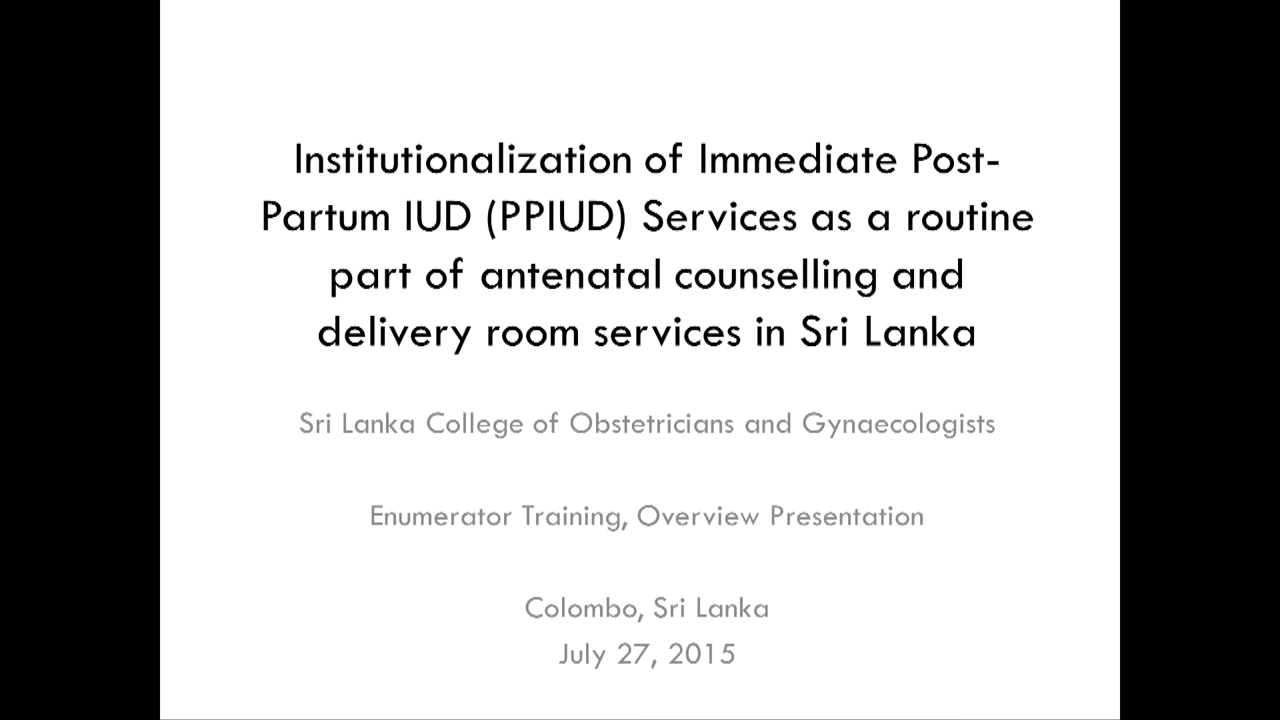 Institutionalization of Immediate Post-
Partum IUD (PPIUD) Services as a routine
part of antenatal counselling and
delivery room services in Sri Lanka
Sri Lanka College of Obstetricians and Gynaecologists
Enumerator Training, Overview Presentation
Colombo, Sri Lanka
July 27, 2015